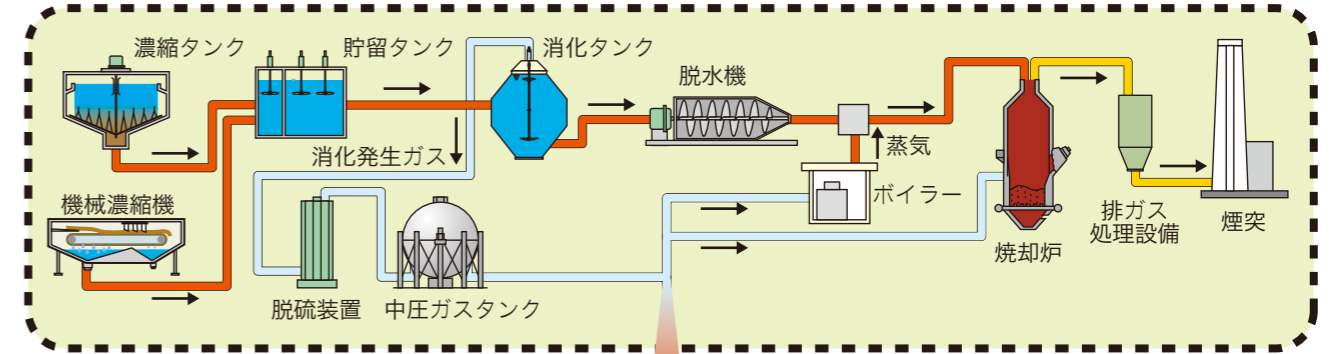 濃縮タンク
貯留タンク
消化タンク
脱水機
蒸気
消化発生ガス
ボイラー
機械濃縮機
排ガス
処理設備
煙突
焼却炉
脱硫装置
中圧ガスタンク